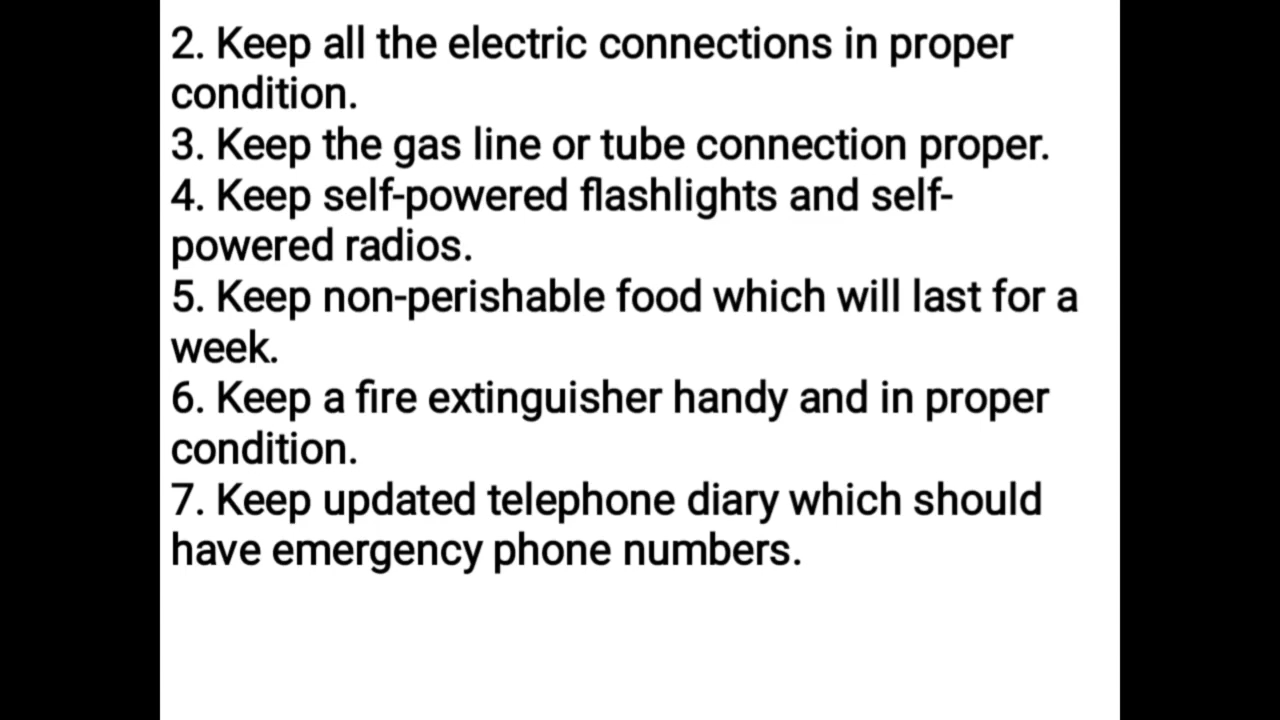 2. Keep all the electric connections in proper
condition.
3. Keep the gas line or tube connection proper.
4. Keep self-powered flashlights and self-
powered radios.
5. Keep non-perishable food which will last for a
week.
6. Keep a fire extinguisher handy and in proper
condition.
7. Keep updated telephone diary which should
have emergency phone numbers.